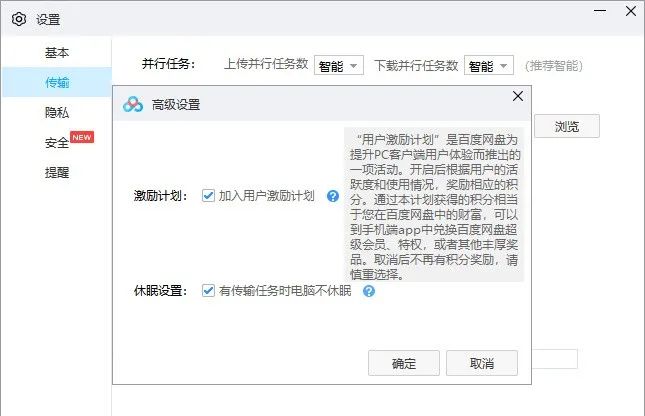 设置
基本
传输
隐私
安全 NEW
提醒
并行任务： 上传并行任务数 智能 下载并行任务数 智能 （推荐智能）
浏览
高级设置
激励计划： 加入用户激励计划 ?
“用户激励计划”是百度网盘为
提升PC客户端用户体验而推出的
一项活动。开启后根据用户的活
跃度和使用情况，奖励相应的积
分。通过本计划获得的积分相当
于您在百度网盘中的财富，可以
到手机端app中兑换百度网盘超
级会员、特权，或者其他丰厚奖
品。取消后不再有积分奖励，请
慎重选择。
休眠设置： 有传输任务时电脑不休眠 ?
确定 取消